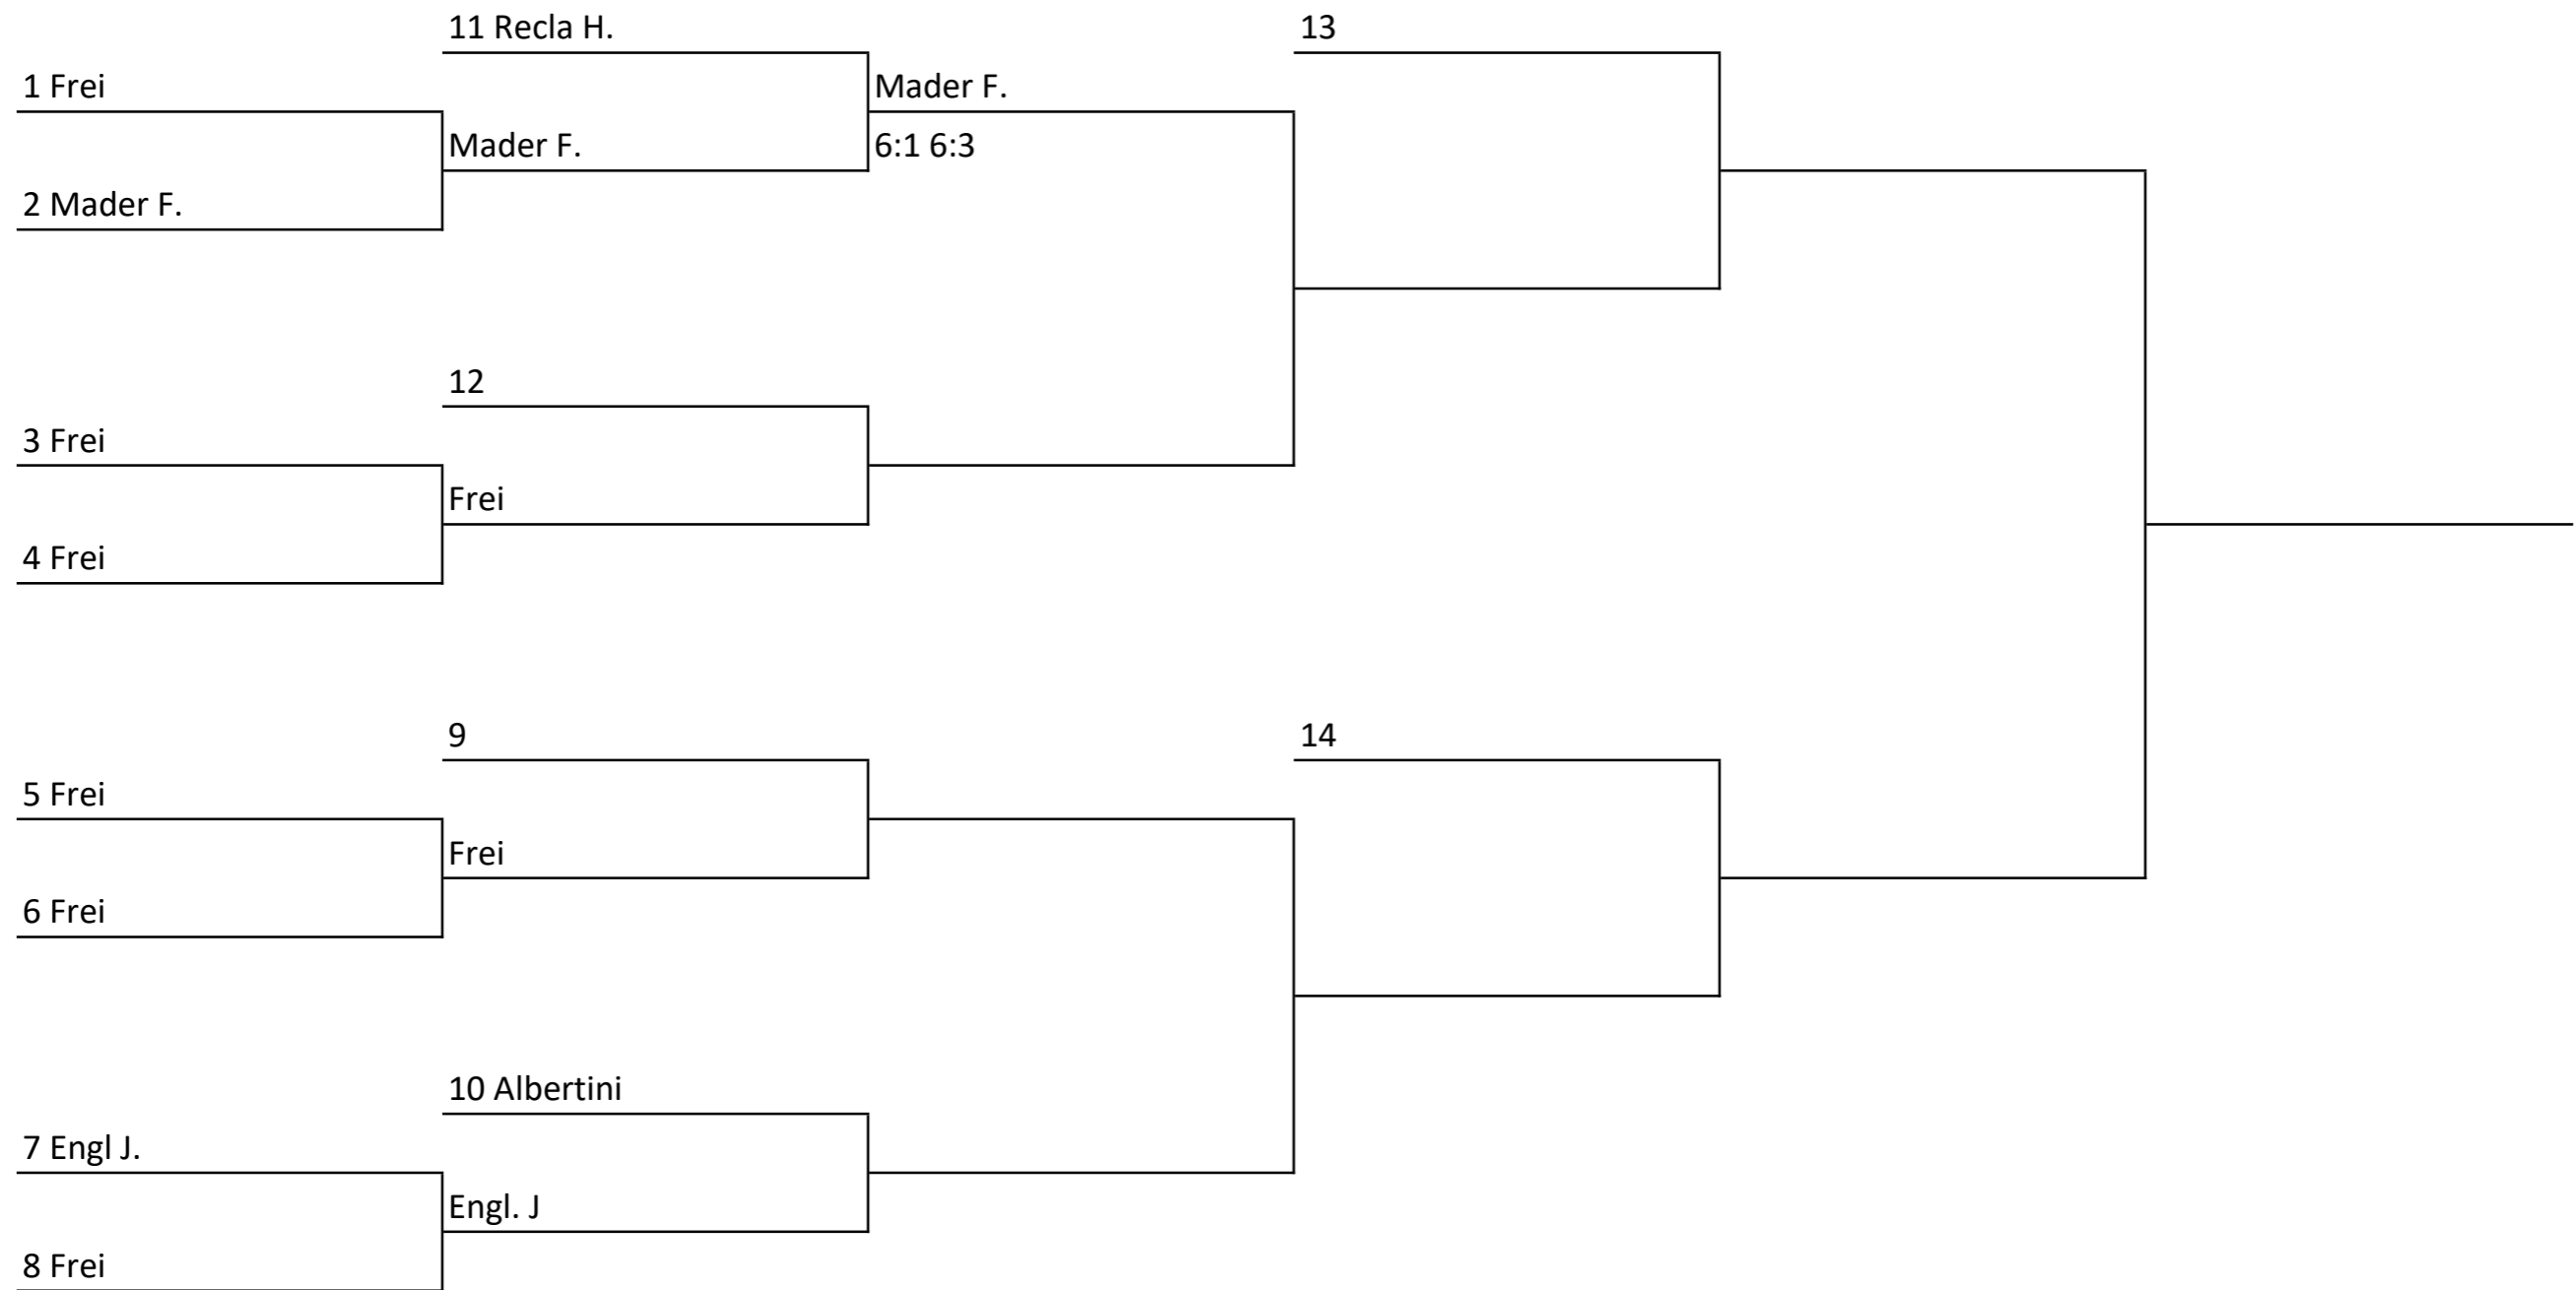 11 Recla H.
13
1 Frei
Mader F.
Mader F.
6:1 6:3
2 Mader F.
12
3 Frei
Frei
4 Frei
9
14
5 Frei
Frei
6 Frei
10 Albertini
7 Engl J.
Engl. J
8 Frei